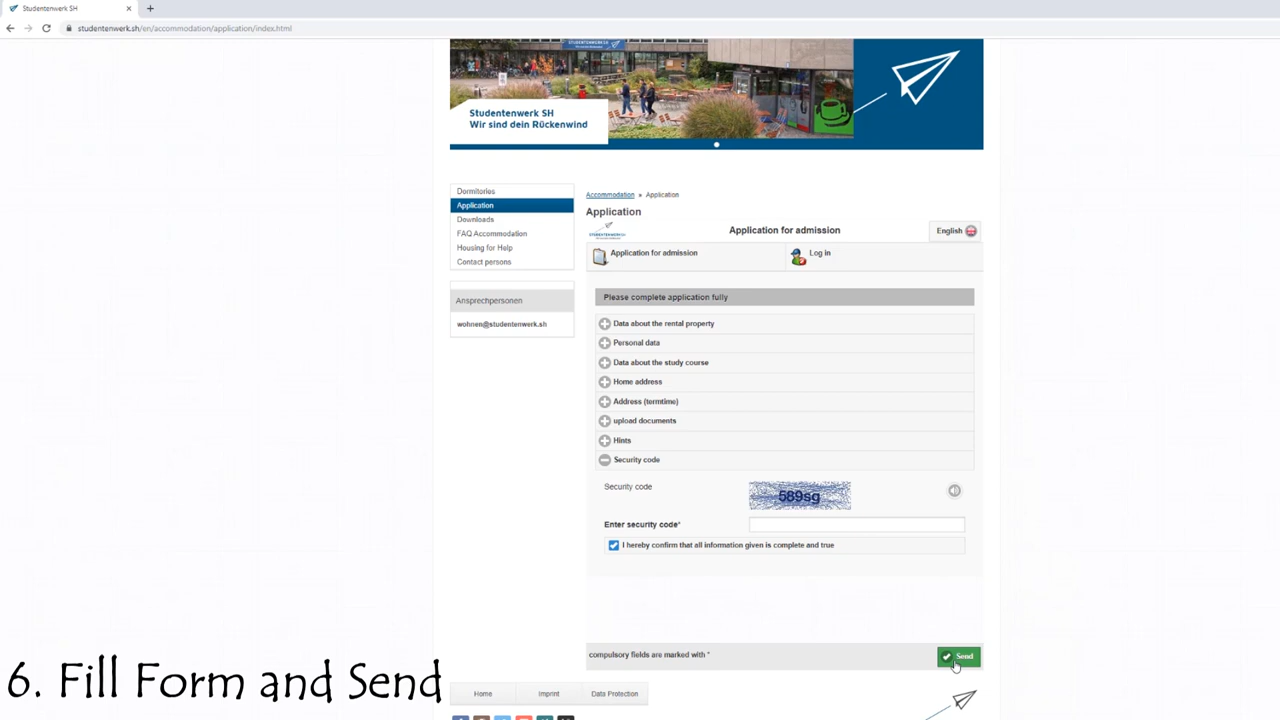 Studentenwerk SH
studentenwerk.sh/en/accommodation/application/index.html
Studentenwerk SH
Wir sind dein Rückenwind
Dormitories
Application
Downloads
FAQ Accommodation
Housing for Help
Contact persons
Ansprechpersonen
wohnen@studentenwerk.sh
Accommodation » Application
Application
Application for admission
English
Application for admission
Log in
Please complete application fully
Data about the rental property
Personal data
Data about the study course
Home address
Address (termtime)
upload documents
Hints
Security code
Security code
589sg
Enter security code*
I hereby confirm that all information given is complete and true
compulsory fields are marked with *
Send
6. Fill Form and Send
Home
Imprint
Data Protection